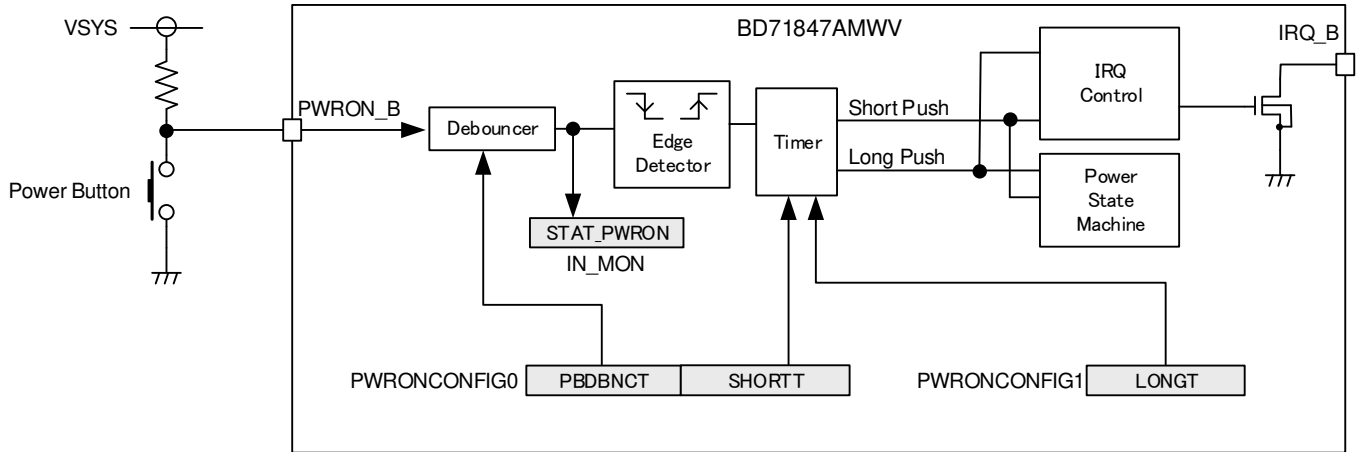 VSYS
BD71847AMWV
IRQ_B
PWRON_B
Debouncer
Edge
Detector
Timer
Short Push
Long Push
IRQ
Control
Power
State
Machine
Power Button
STAT_PWRON
IN_MON
PWRONCONFIG0
PBDBNCT
SHORTT
PWRONCONFIG1
LONGT